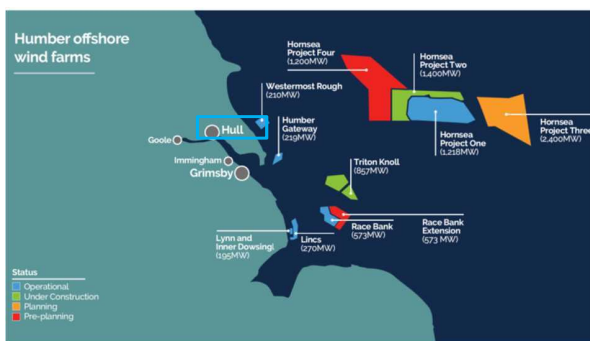 Humber offshore
wind farms
Hornsea
Project Four
(1,200MW)
Hornsea
Project Two
(1,400MW)
Westermost Rough
(210MW)
Hull
Humber
Gateway
(219MW)
Goole
Immingham
Grimsby
Hornsea
Project One
(1,218MW)
Hornsea
Project Three
(2,400MW)
Triton Knoll
(857MW)
Lynn and
Inner Dowsing
(195MW)
Lincs
(270MW)
Race Bank
(573MW)
Race Bank
Extension
(573 MW)
Status
Operational
Under Construction
Planning
Pre-planning